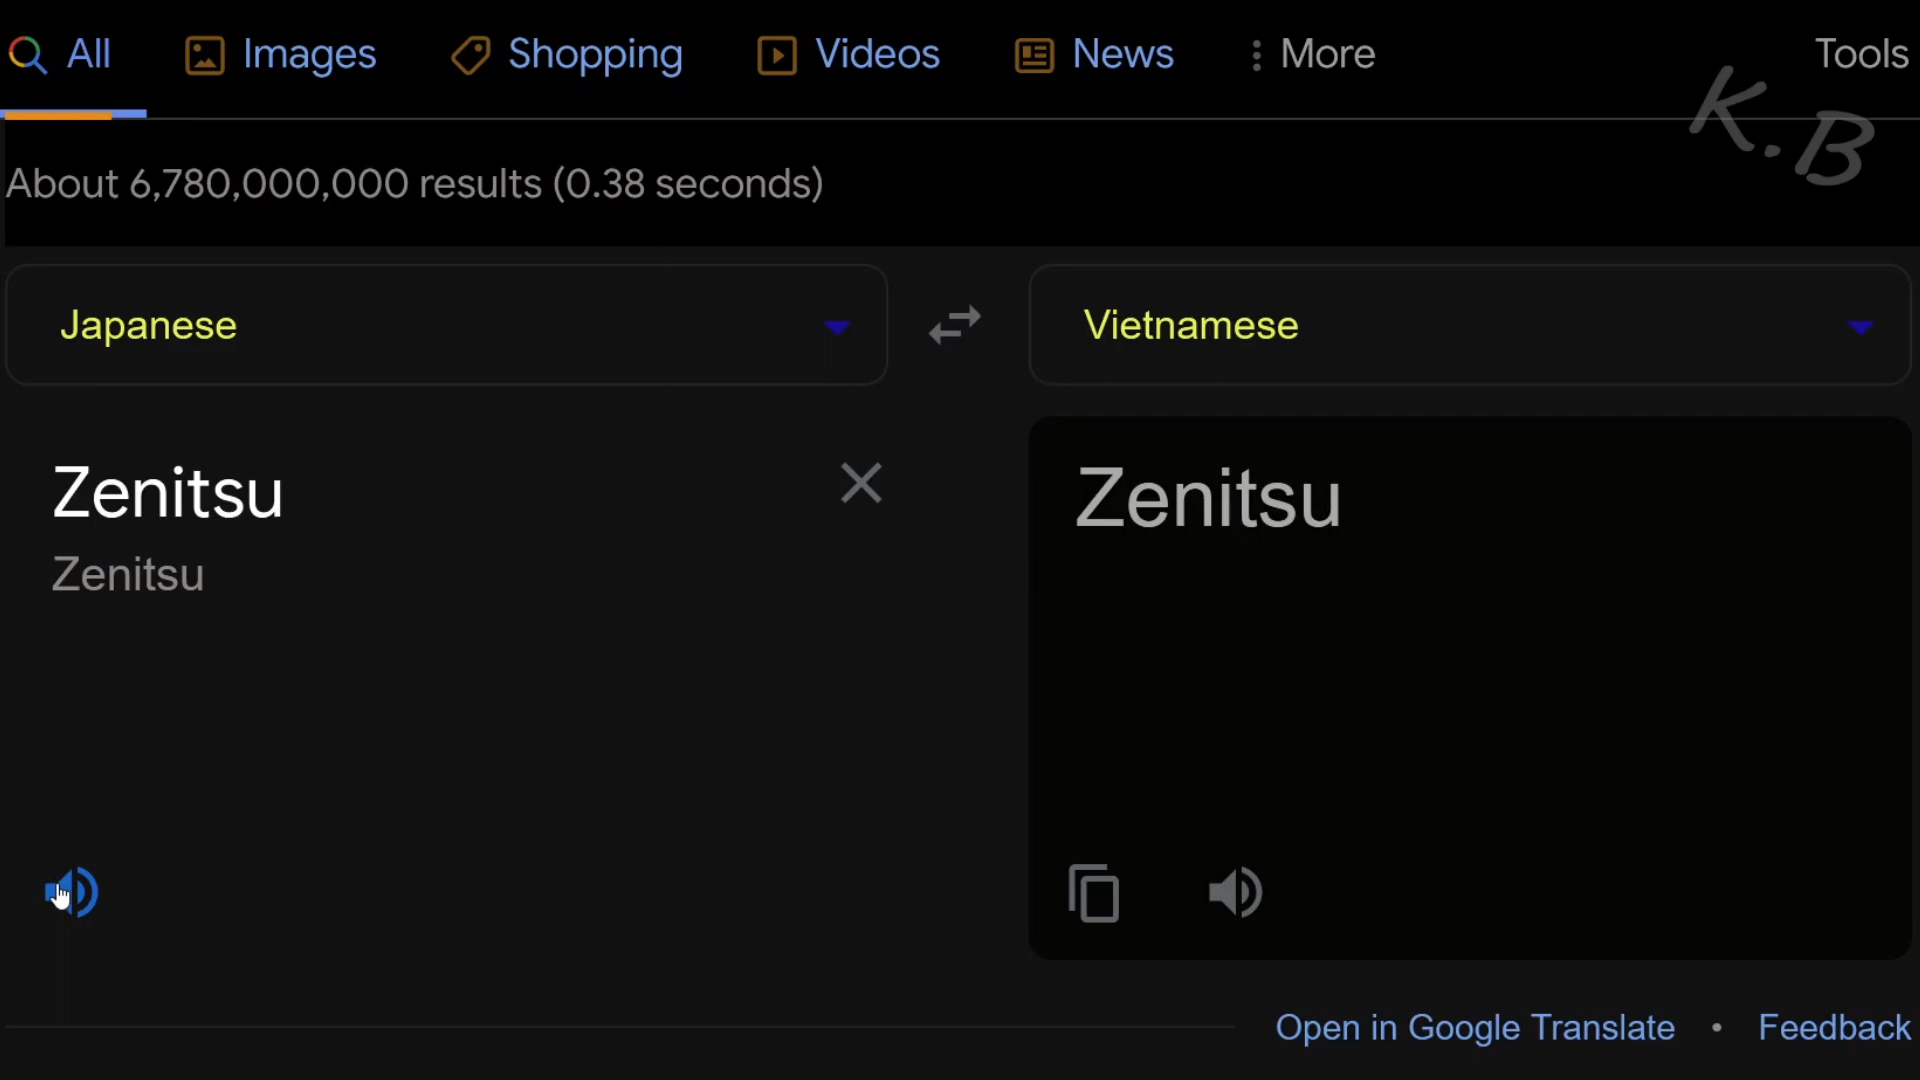 All Images Shopping Videos News More Tools
K.B
About 6,780,000,000 results (0.38 seconds)
Japanese Vietnamese
Zenitsu Zenitsu
Zenitsu
Open in Google Translate • Feedback